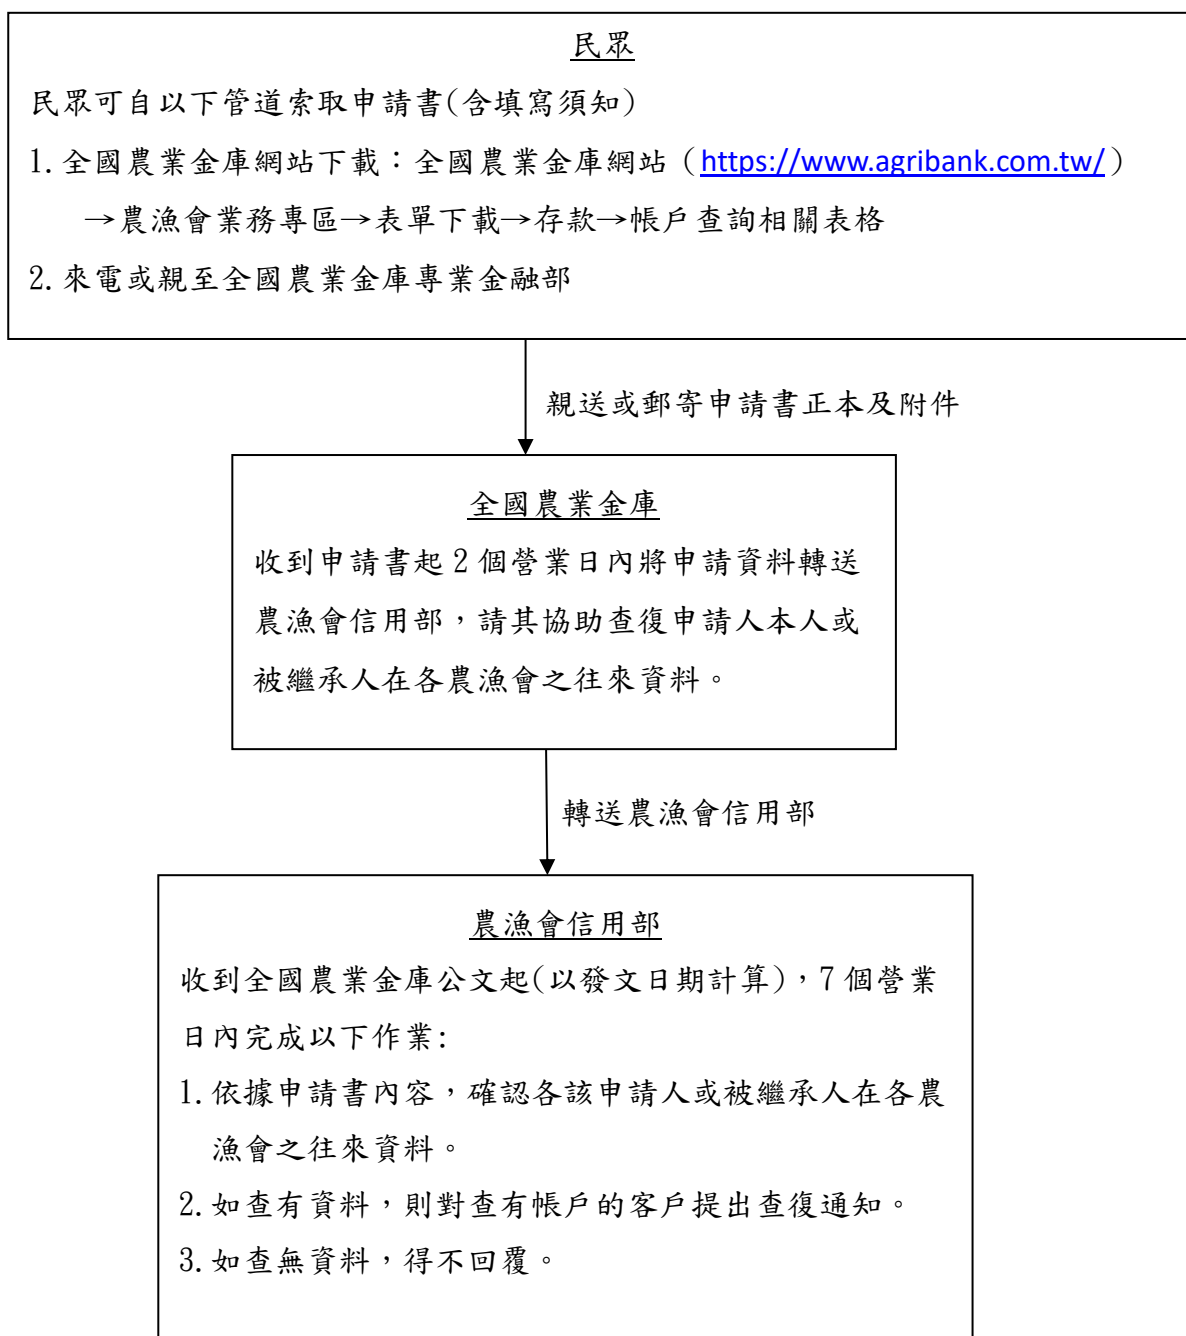 民眾
民眾可自以下管道索取申請書(含填寫須知)
1.全國農業金庫網站下載：全國農業金庫網站（https://www.agribank.com.tw/）
→農漁會業務專區→表單下載→存款→帳戶查詢相關表格
2.來電或親至全國農業金庫專業金融部
親送或郵寄申請書正本及附件
全國農業金庫
收到申請書起 2 個營業日內將申請資料轉送
農漁會信用部，請其協助查復申請人本人或
被繼承人在各農漁會之往來資料。
轉送農漁會信用部
農漁會信用部
收到全國農業金庫公文起(以發文日期計算)，7 個營業
日內完成以下作業:
1.依據申請書內容，確認各該申請人或被繼承人在各農
漁會之往來資料。
2.如查有資料，則對查有帳戶的客戶提出查復通知。
3.如查無資料，得不回覆。